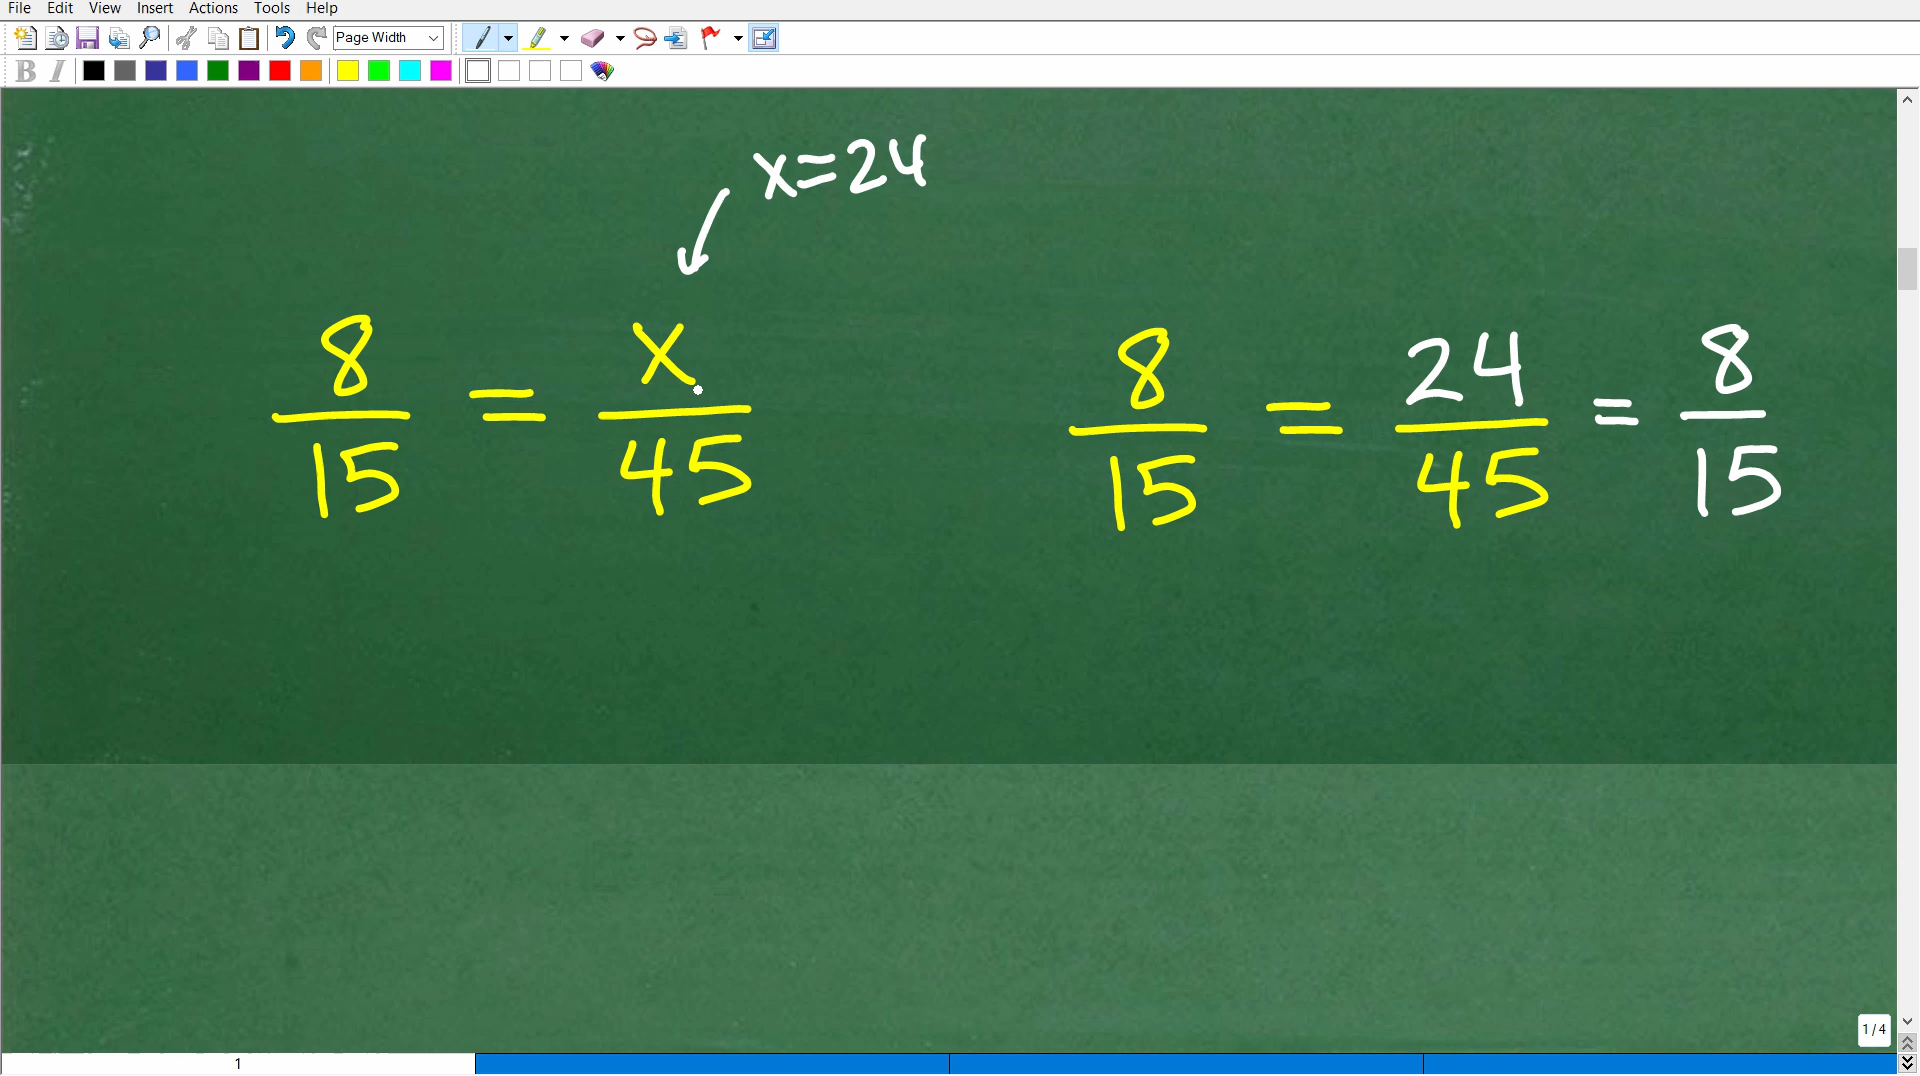 File Edit View Insert Actions Tools Help
Page Width
B I
x=24
8/15 = x/45
8/15 = 24/45 = 8/15
1 / 4
1